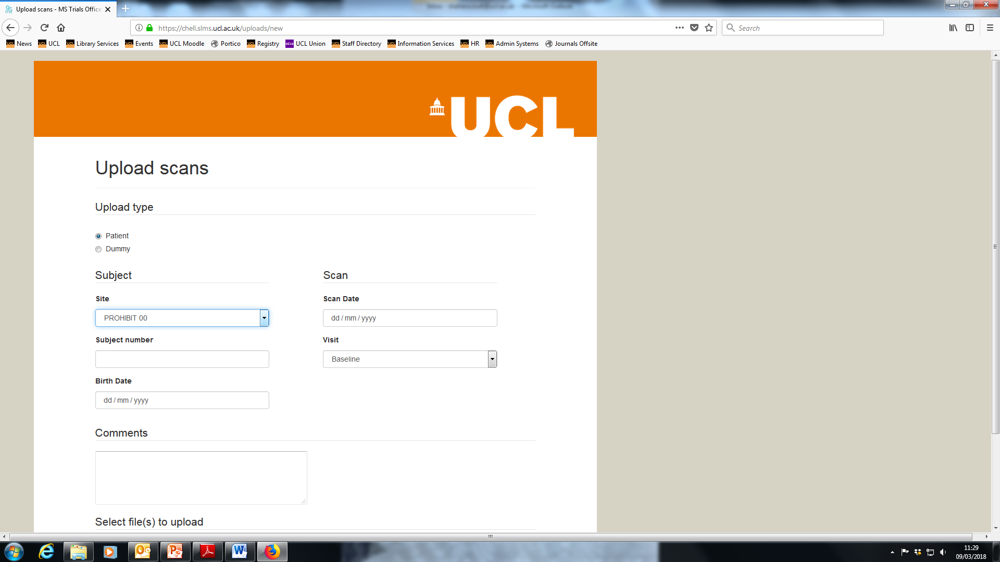 Upload scans - MS Trials Office
https://chell.slms.ucl.ac.uk/uploads/new
Search
News
UCL
Library Services
Events
UCL Moodle
Portico
Registry
UCL Union
Staff Directory
Information Services
HR
Admin Systems
Journals Offsite
UCL
Upload scans
Upload type
Patient
Dummy
Subject
Scan
Site
Scan Date
PROHIBIT 00
dd / mm / yyyy
Subject number
Visit
Baseline
Birth Date
dd / mm / yyyy
Comments
Select file(s) to upload
11:29
09/03/2018